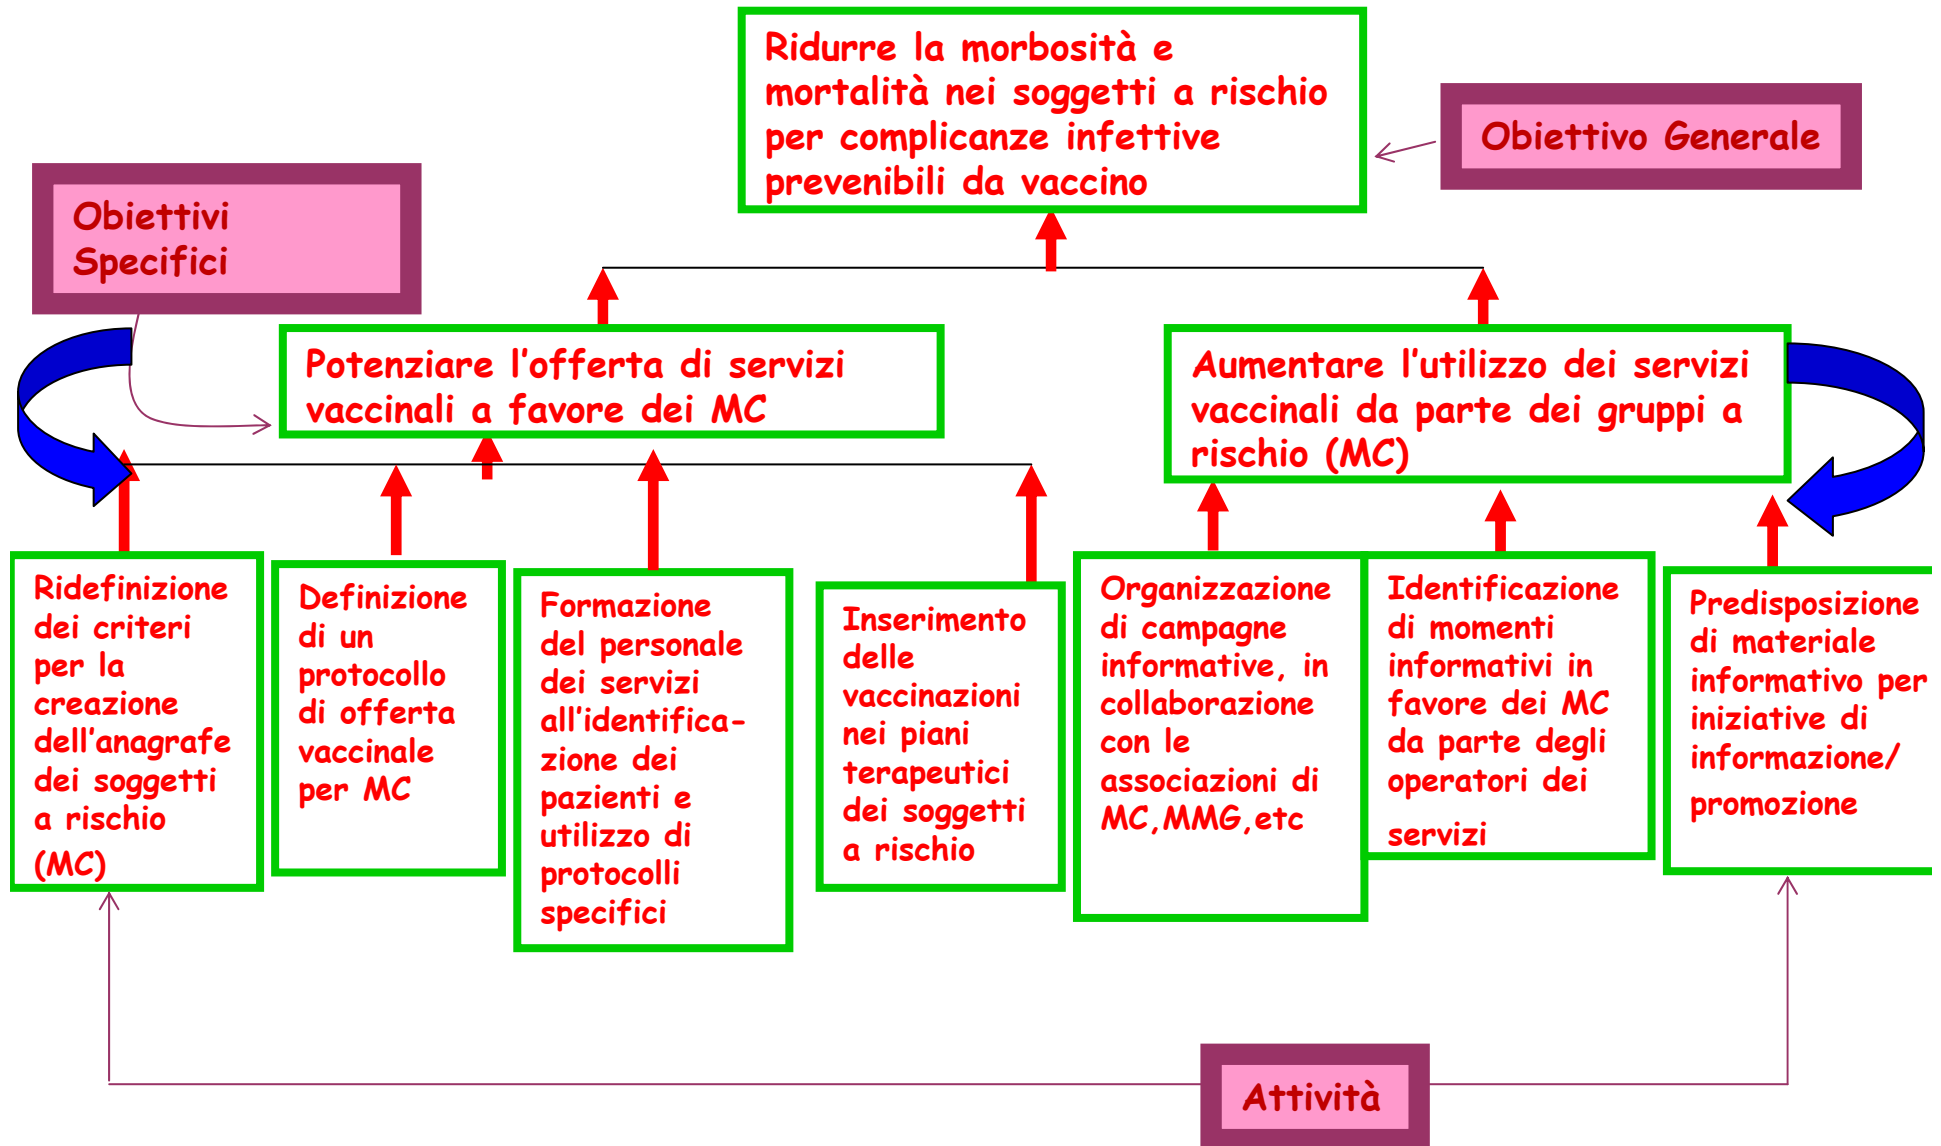 Ridurre la morbosità e
mortalità nei soggetti a rischio
per complicanze infettive
prevenibili da vaccino
Obiettivo Generale
Obiettivi
Specifici
Potenziare l'offerta di servizi
vaccinali a favore dei MC
Aumentare l'utilizzo dei servizi
vaccinali da parte dei gruppi a
rischio (MC)
Ridefinizione
dei criteri
per la
creazione
dell'anagrafe
dei soggetti
a rischio
(MC)
Definizione
di un
protocollo
di offerta
vaccinale
per MC
Formazione
del personale
dei servizi
all'identifica-
zione dei
pazienti e
utilizzo di
protocolli
specifici
Inserimento
delle
vaccinazioni
nei piani
terapeutici
dei soggetti
a rischio
Organizzazione
di campagne
informative, in
collaborazione
con le
associazioni di
MC,MMG,etc
Identificazione
di momenti
informativi in
favore dei MC
da parte degli
operatori dei
servizi
Predisposizione
di materiale
informativo per
iniziative di
informazione/
promozione
Attività